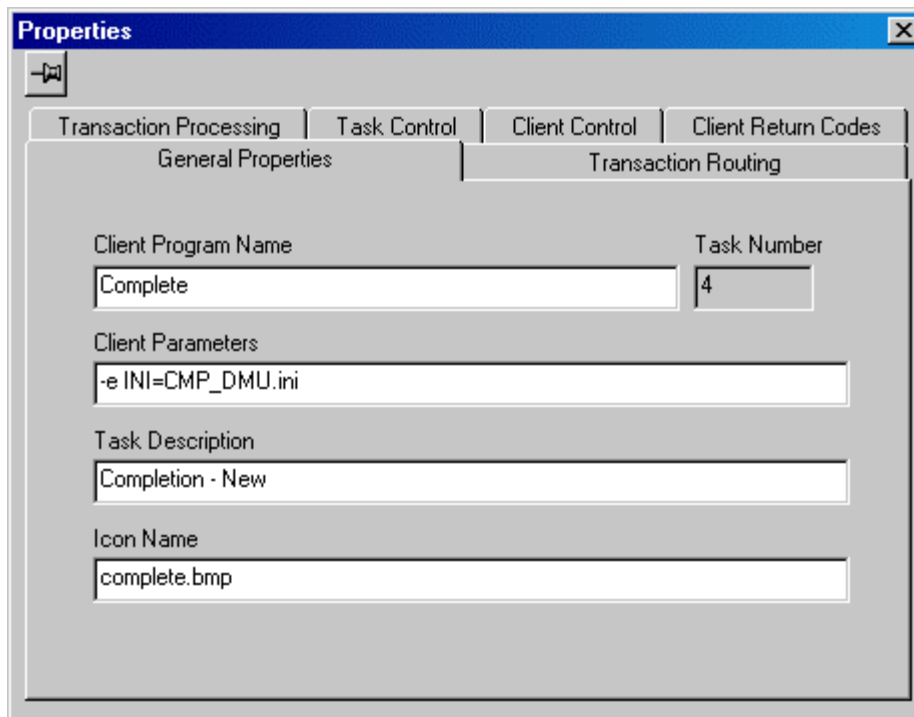 Properties
Transaction Processing Task Control Client Control Client Return Codes
General Properties Transaction Routing
Client Program Name Task Number
Complete 4
Client Parameters
-e INI=CMP_DMU.ini
Task Description
Completion - New
Icon Name
complete.bmp